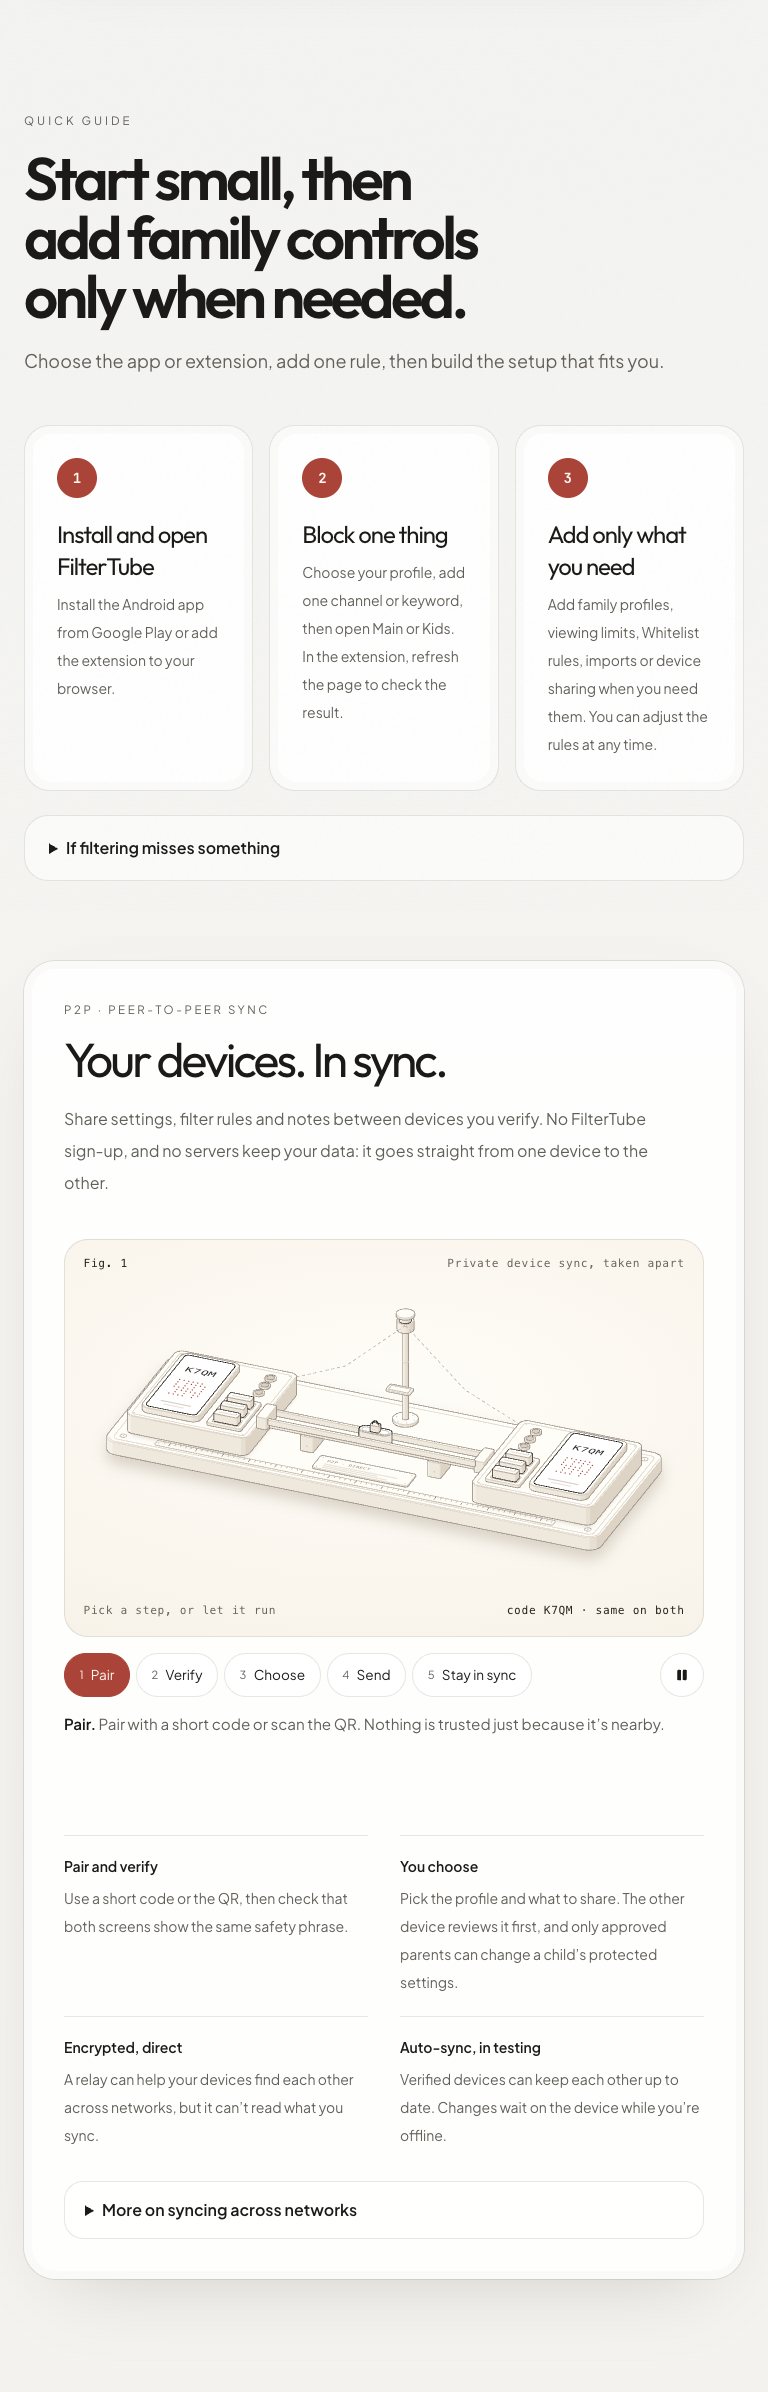 QUICK GUIDE
Start small, then
add family controls
only when needed.
Choose the app or extension, add one rule, then build the setup that fits you.
1
Install and open
FilterTube
Install the Android app
from Google Play or add
the extension to your
browser.
2
Block one thing
Choose your profile, add
one channel or keyword,
then open Main or Kids.
In the extension, refresh
the page to check the
result.
3
Add only what
you need
Add family profiles,
viewing limits, Whitelist
rules, imports or device
sharing when you need
them. You can adjust the
rules at any time.
If filtering misses something
P2P · PEER-TO-PEER SYNC
Your devices. In sync.
Share settings, filter rules and notes between devices you verify. No FilterTube
sign-up, and no servers keep your data: it goes straight from one device to the
other.
Fig. 1
Private device sync, taken apart
K7QM
K7QM
Pick a step, or let it run
code K7QM · same on both
1 Pair
2 Verify
3 Choose
4 Send
5 Stay in sync
Pair. Pair with a short code or scan the QR. Nothing is trusted just because it’s nearby.
Pair and verify
Use a short code or the QR, then check that
both screens show the same safety phrase.
You choose
Pick the profile and what to share. The other
device reviews it first, and only approved
parents can change a child’s protected
settings.
Encrypted, direct
A relay can help your devices find each other
across networks, but it can’t read what you
sync.
Auto-sync, in testing
Verified devices can keep each other up to
date. Changes wait on the device while you’re
offline.
More on syncing across networks